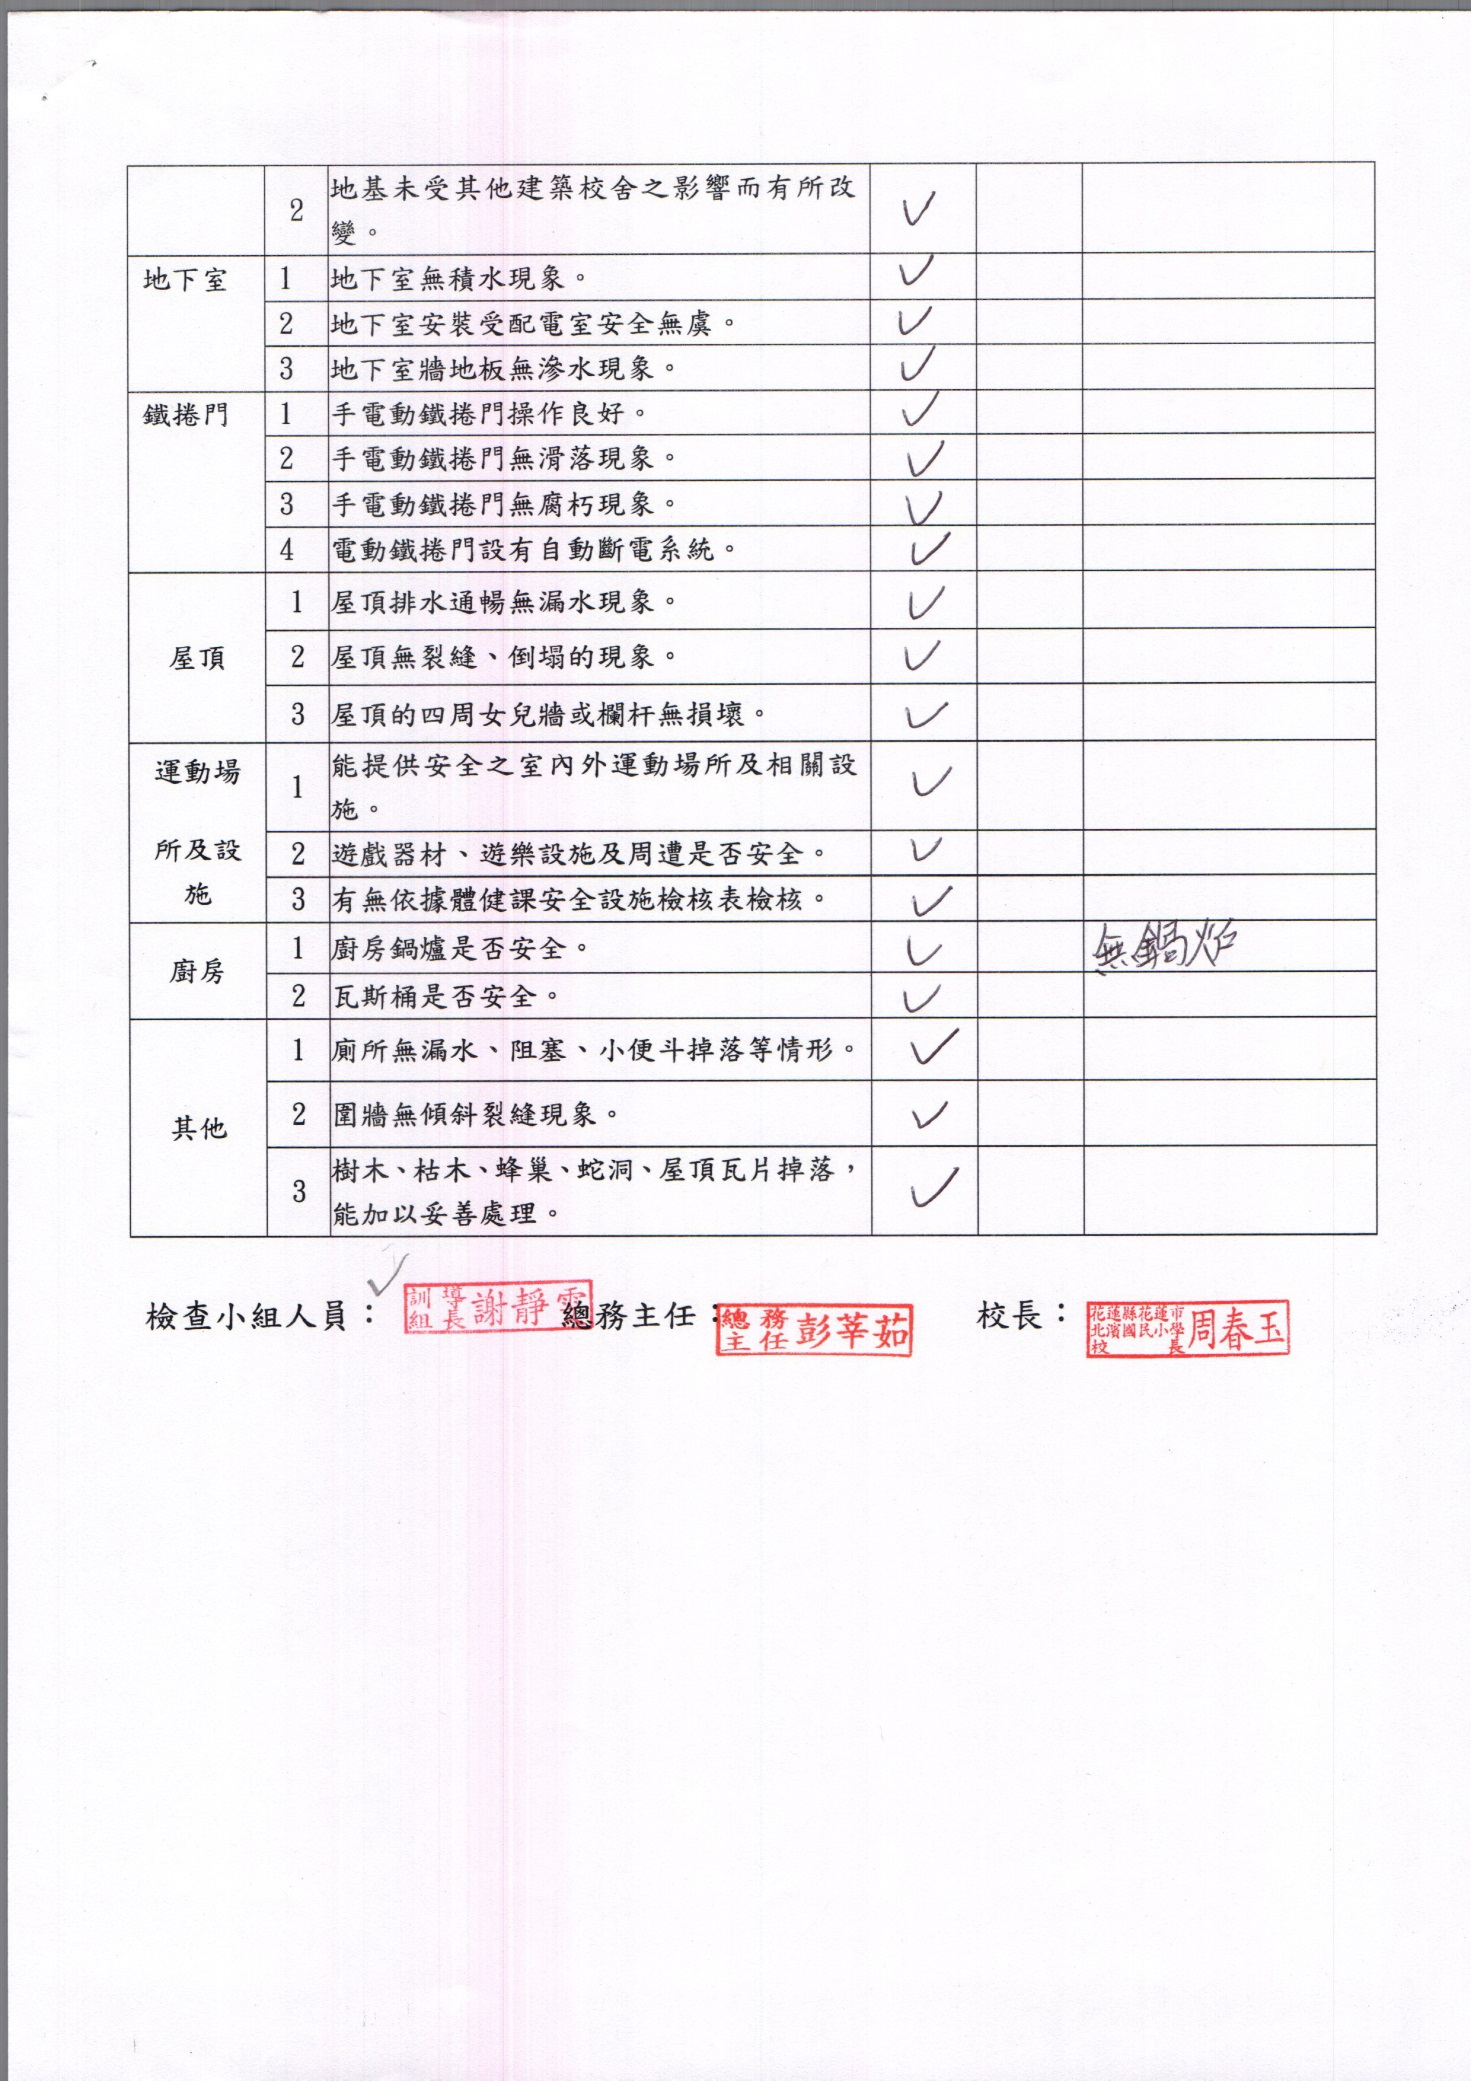 2 地基未受其他建築校舍之影響而有所改 ✓
變。
地下室 1 地下室無積水現象。 ✓
2 地下室安裝受配電室安全無虞。 ✓
3 地下室牆地板無滲水現象。 ✓
鐵捲門 1 手電動鐵捲門操作良好。 ✓
2 手電動鐵捲門無滑落現象。 ✓
3 手電動鐵捲門無腐朽現象。 ✓
4 電動鐵捲門設有自動斷電系統。 ✓
屋頂
1 屋頂排水通暢無漏水現象。 ✓
2 屋頂無裂縫、倒塌的現象。 ✓
3 屋頂的四周女兒牆或欄杆無損壞。 ✓
運動場
所及設
施
1 能提供安全之室內外運動場所及相關設 ✓
施。
2 遊戲器材、遊樂設施及周遭是否安全。 ✓
3 有無依據體健課安全設施檢核表檢核。 ✓
廚房
1 廚房鍋爐是否安全。 ✓ 無鍋炉
2 瓦斯桶是否安全。 ✓
其他
1 廁所無漏水、阻塞、小便斗掉落等情形。 ✓
2 圍牆無傾斜裂縫現象。 ✓
3 樹木、枯木、蜂巢、蛇洞、屋頂瓦片掉落， ✓
能加以妥善處理。
✓
檢查小組人員： 訓導組長 謝靜雯 總務主任： 總務主任 彭莘茹 校長： 花蓮縣花蓮市北濱國民小學校長 周春玉